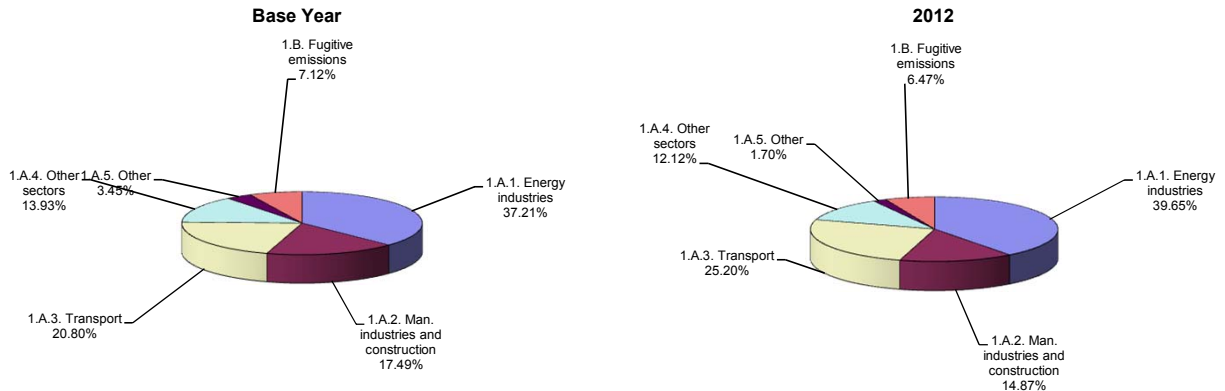 Base Year
1.B. Fugitive
emissions
7.12%
1.A.4. Other
sectors
13.93%
1.A.5. Other
3.45%
1.A.1. Energy
industries
37.21%
1.A.3. Transport
20.80%
1.A.2. Man.
industries and
construction
17.49%
2012
1.B. Fugitive
emissions
6.47%
1.A.4. Other
sectors
12.12%
1.A.5. Other
1.70%
1.A.1. Energy
industries
39.65%
1.A.3. Transport
25.20%
1.A.2. Man.
industries and
construction
14.87%